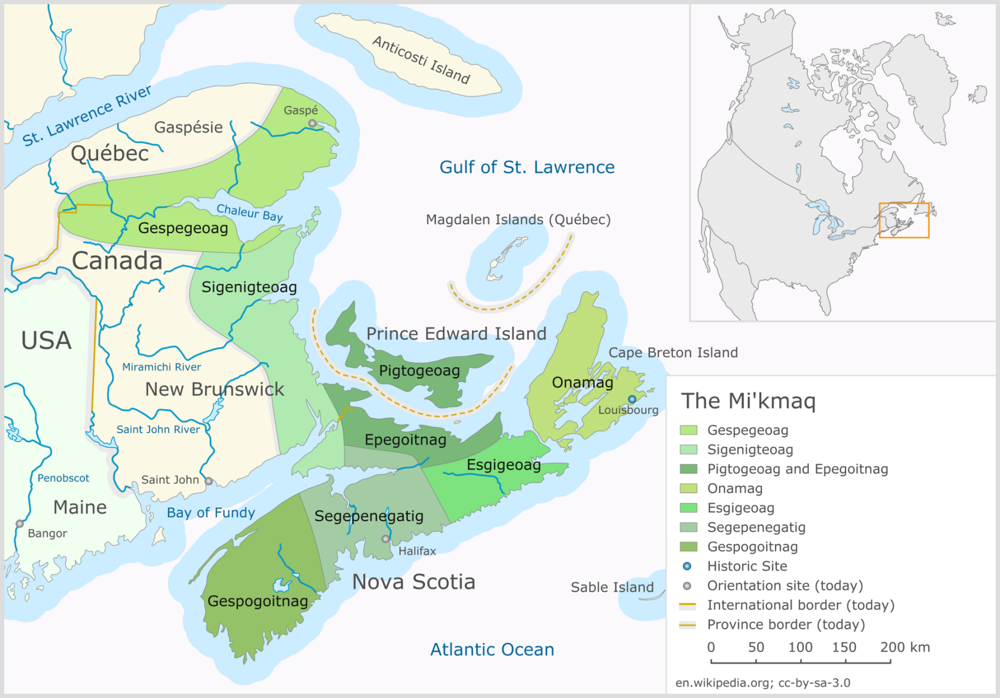 Anticosti Island
St. Lawrence River
Gaspé
Gaspésie
Québec
Gulf of St. Lawrence
Chaleur Bay
Magdalen Islands (Québec)
Gespegeoag
Canada
Sigenigteoag
USA
Prince Edward Island
Cape Breton Island
Miramichi River
Pigtogeoag
New Brunswick
Onamag
Louisbourg
Saint John River
Epegoitnag
Esgigeoag
Penobscot
Saint John
Maine
Bay of Fundy
Segepenegatig
Bangor
Halifax
Nova Scotia
Sable Island
Gespogoitnag
Atlantic Ocean
The Mi'kmaq
Gespegeoag
Sigenigteoag
Pigtogeoag and Epegoitnag
Onamag
Esgigeoag
Segepenegatig
Gespogoitnag
Historic Site
Orientation site (today)
International border (today)
Province border (today)
0 50 100 150 200 km
en.wikipedia.org; cc-by-sa-3.0